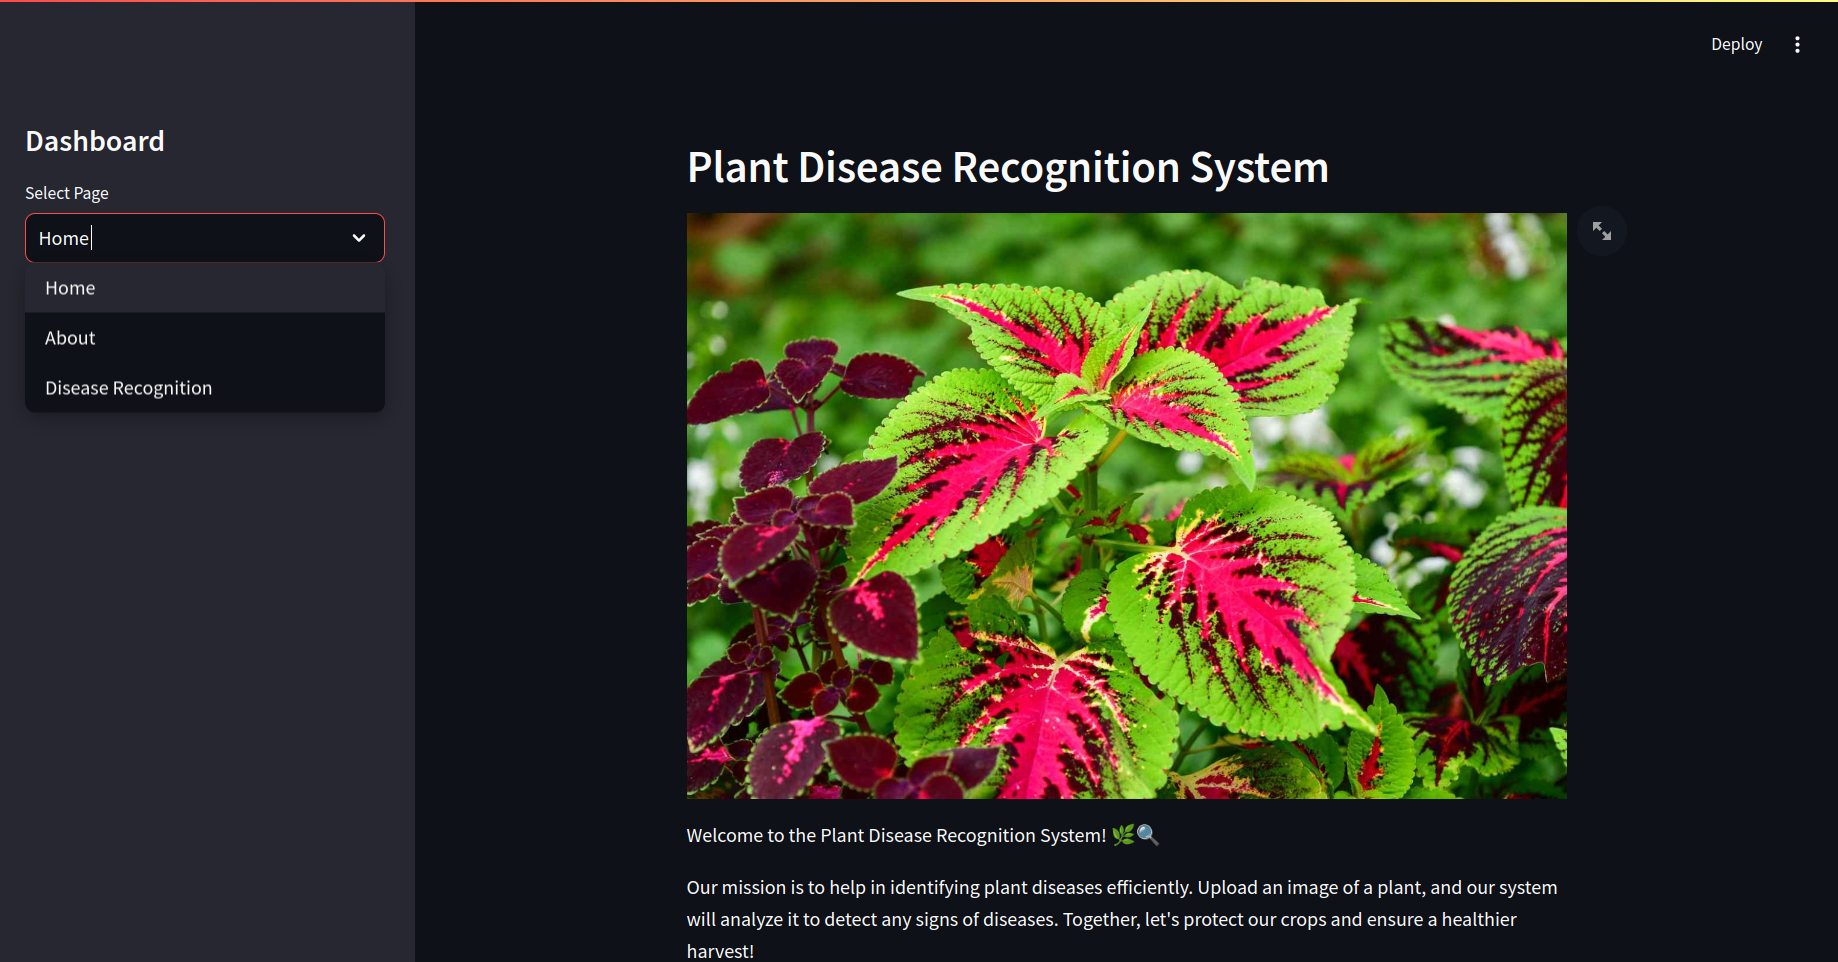 Deploy
Dashboard
Select Page
Home
Home
About
Disease Recognition
Plant Disease Recognition System
Welcome to the Plant Disease Recognition System! 🌿🔍
Our mission is to help in identifying plant diseases efficiently. Upload an image of a plant, and our system
will analyze it to detect any signs of diseases. Together, let's protect our crops and ensure a healthier
harvest!